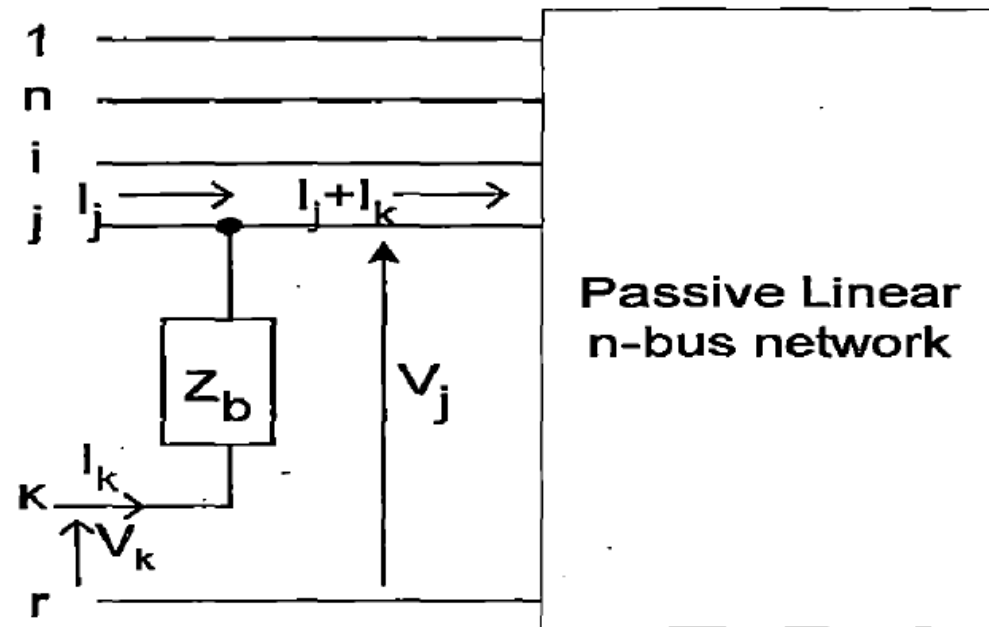 1
n
i
j I_j I_j+I_k
Passive Linear
n-bus network
Z_b V_j
I_k
K
V_k
r